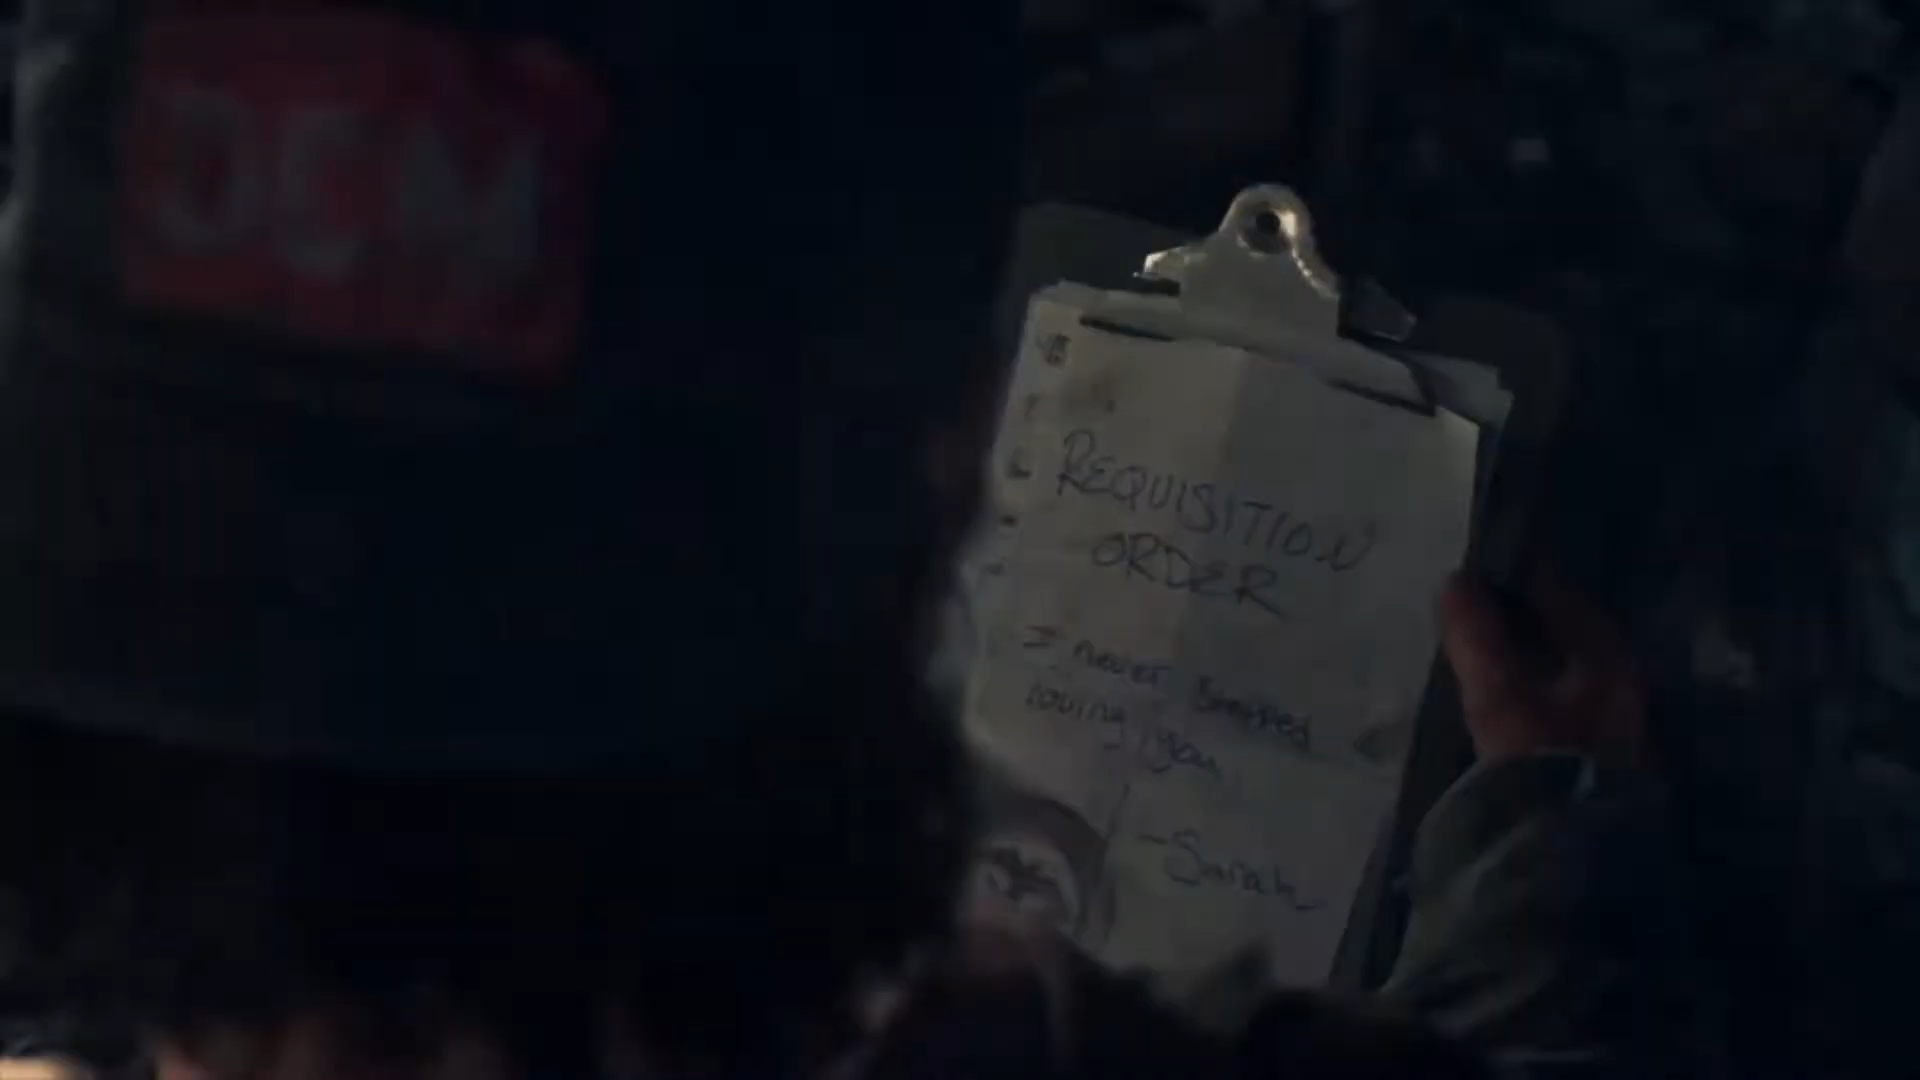 REQUISITION
ORDER
I never stopped
loving you,
-Sarah